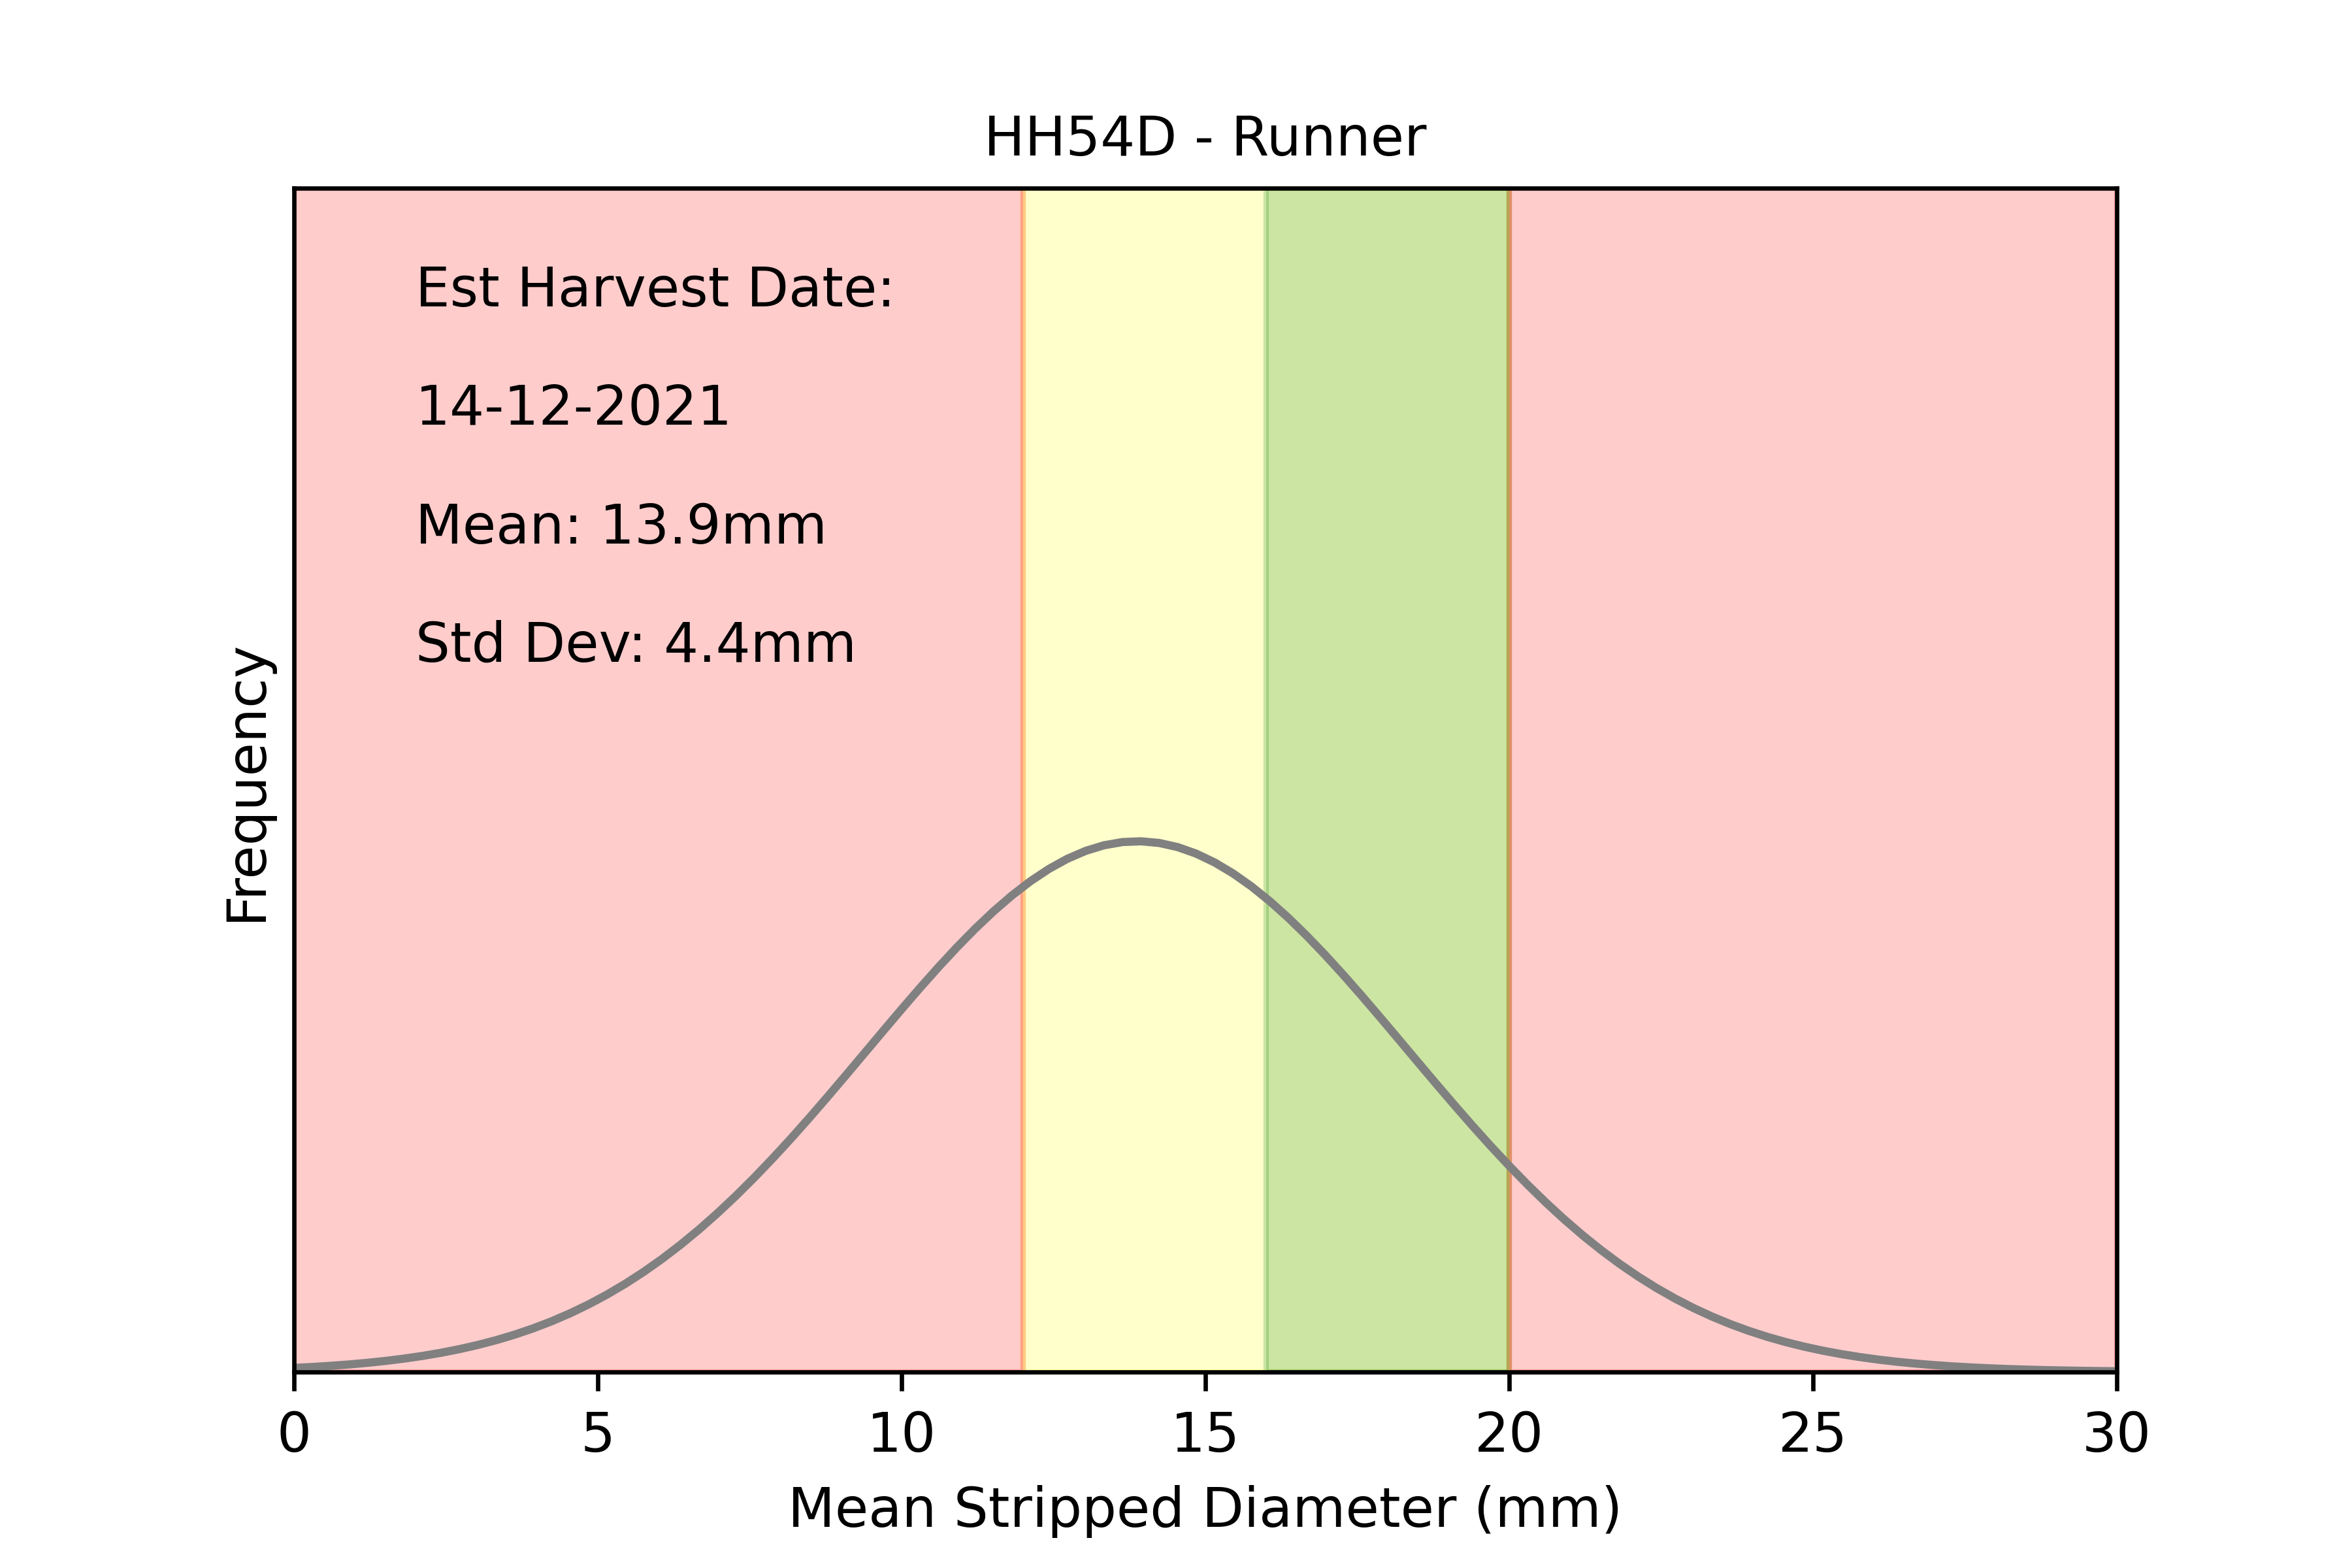 HH54D - Runner
Est Harvest Date:
14-12-2021
Mean: 13.9mm
Std Dev: 4.4mm
Frequency
0 5 10 15 20 25 30
Mean Stripped Diameter (mm)